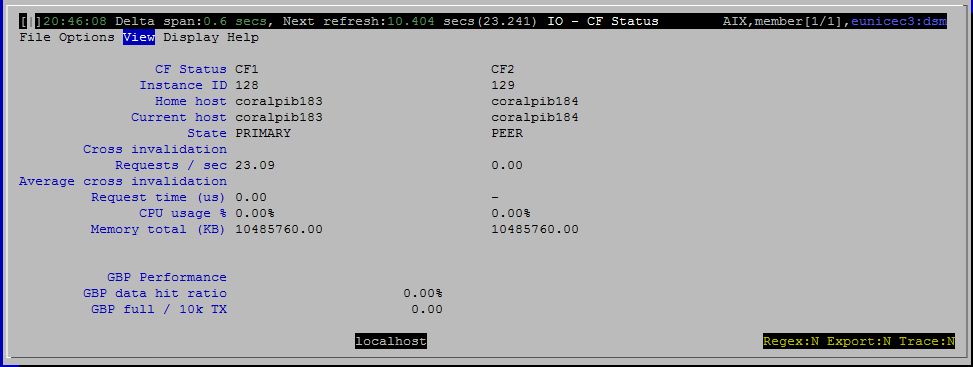 [|]20:46:08 Delta span:0.6 secs, Next refresh:10.404 secs(23.241) IO - CF Status AIX,member[1/1],eunicec3:dsm
File Options View Display Help
CF Status CF1 CF2
Instance ID 128 129
Home host coralpib183 coralpib184
Current host coralpib183 coralpib184
State PRIMARY PEER
Cross invalidation
Requests / sec 23.09 0.00
Average cross invalidation
Request time (us) 0.00 -
CPU usage % 0.00% 0.00%
Memory total (KB) 10485760.00 10485760.00
GBP Performance
GBP data hit ratio 0.00%
GBP full / 10k TX 0.00
localhost Regex:N Export:N Trace:N